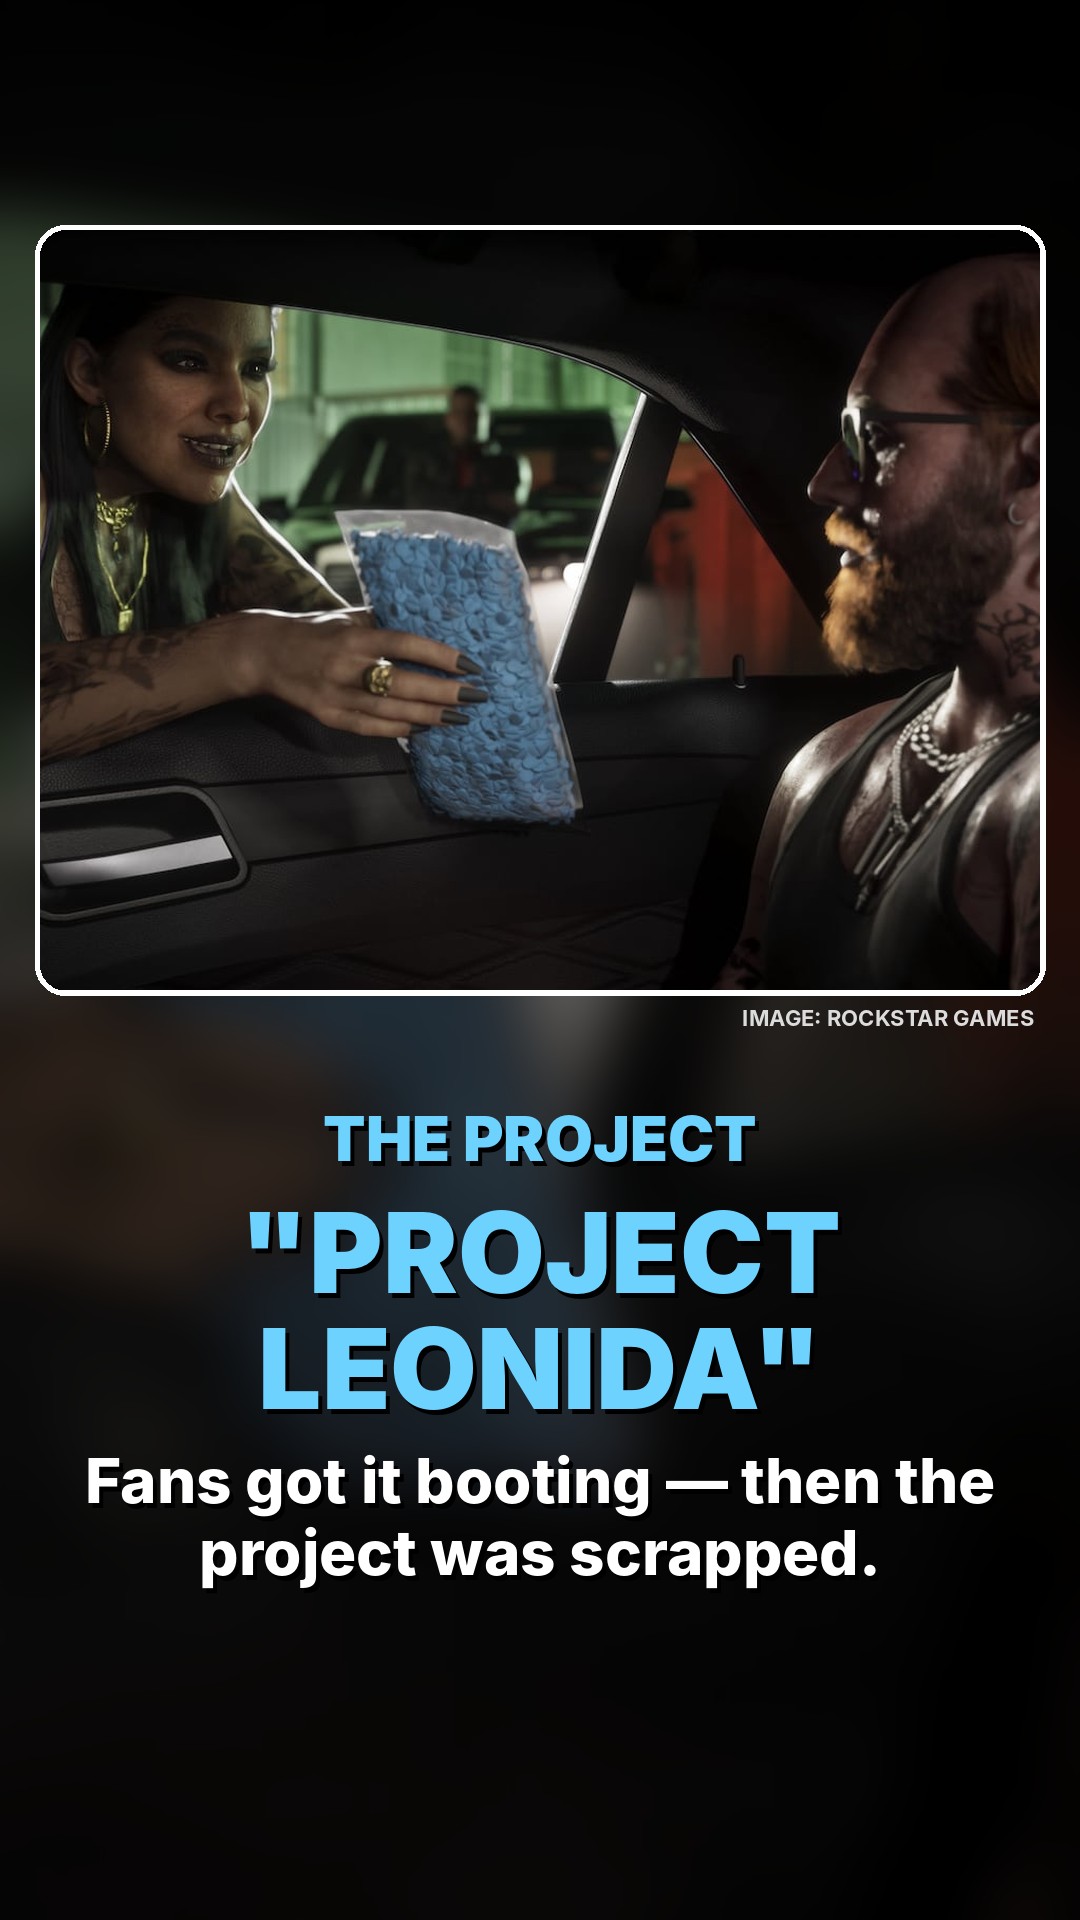 IMAGE: ROCKSTAR GAMES
THE PROJECT
"PROJECT
LEONIDA"
Fans got it booting — then the
project was scrapped.